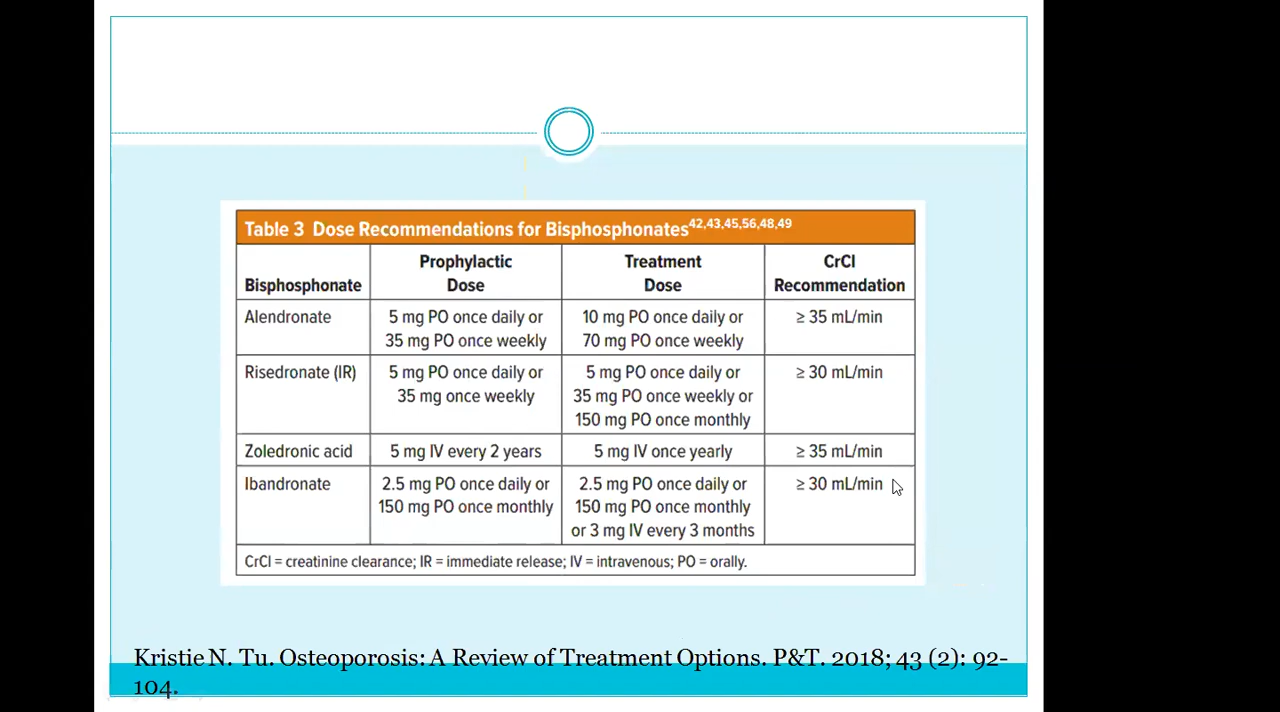 Table 3 Dose Recommendations for Bisphosphonates42,43,45,56,48,49
Bisphosphonate
Prophylactic
Dose
Treatment
Dose
CrCl
Recommendation
Alendronate
5 mg PO once daily or
35 mg PO once weekly
10 mg PO once daily or
70 mg PO once weekly
≥ 35 mL/min
Risedronate (IR)
5 mg PO once daily or
35 mg once weekly
5 mg PO once daily or
35 mg PO once weekly or
150 mg PO once monthly
≥ 30 mL/min
Zoledronic acid
5 mg IV every 2 years
5 mg IV once yearly
≥ 35 mL/min
Ibandronate
2.5 mg PO once daily or
150 mg PO once monthly
2.5 mg PO once daily or
150 mg PO once monthly
or 3 mg IV every 3 months
≥ 30 mL/min
CrCl = creatinine clearance; IR = immediate release; IV = intravenous; PO = orally.
Kristie N. Tu. Osteoporosis: A Review of Treatment Options. P&T. 2018; 43 (2): 92-
104.